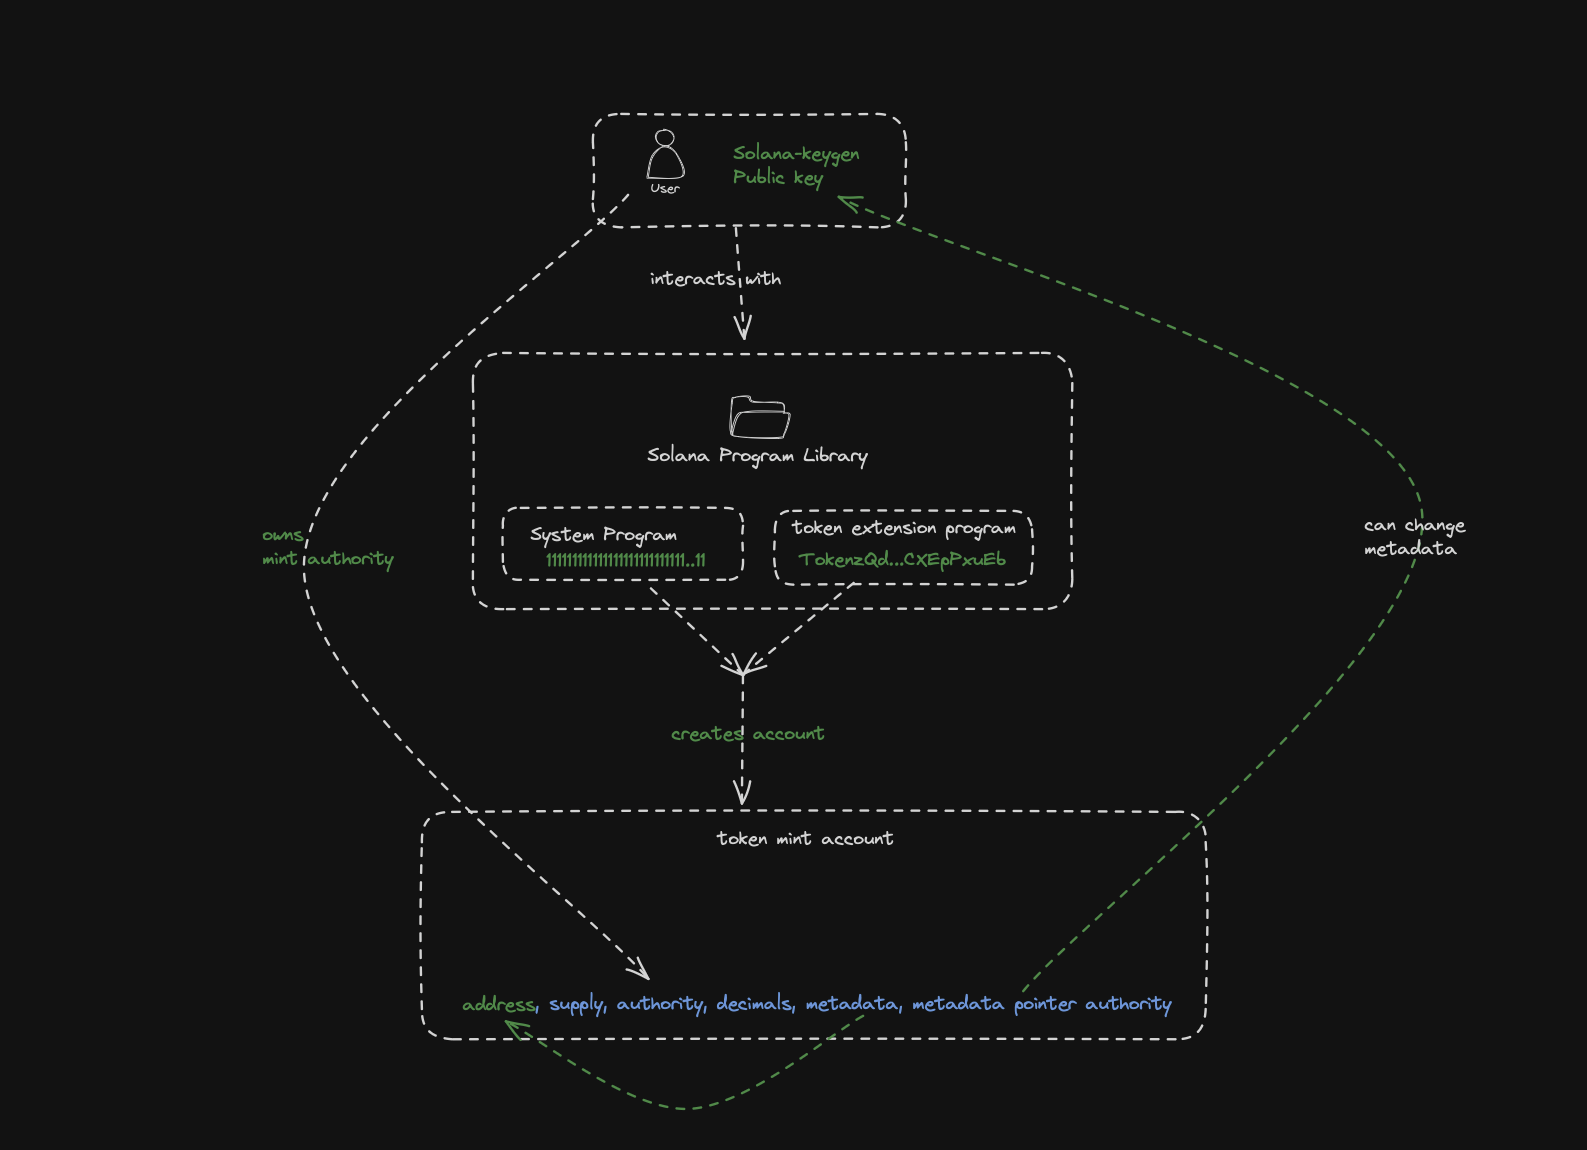 Solana-keygen
Public key
User
interacts with
Solana Program Library
System Program
11111111111111111111111111..11
token extension program
TokenzQd...CXEpPxuEb
can change
metadata
owns
mint authority
creates account
token mint account
address, supply, authority, decimals, metadata, metadata pointer authority